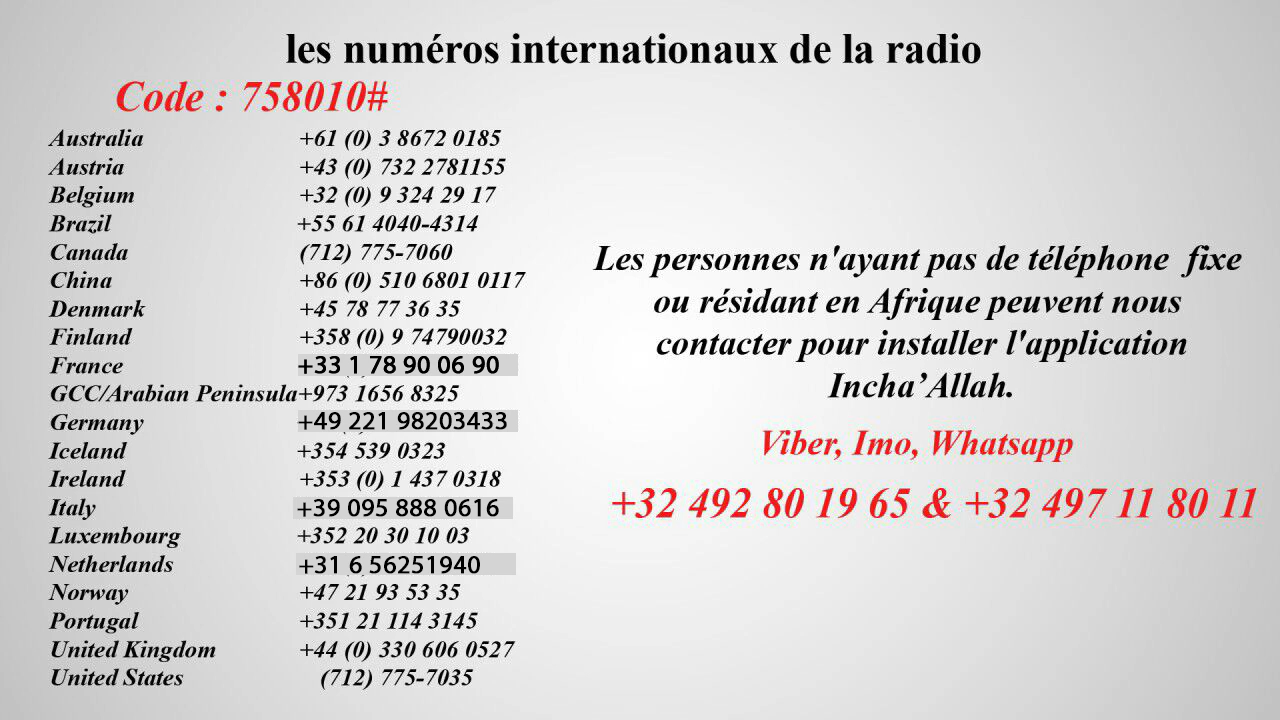 les numéros internationaux de la radio
Code : 758010#
Australia +61 (0) 3 8672 0185
Austria +43 (0) 732 2781155
Belgium +32 (0) 9 324 29 17
Brazil +55 61 4040-4314
Canada (712) 775-7060
China +86 (0) 510 6801 0117
Denmark +45 78 77 36 35
Finland +358 (0) 9 74790032
France +33 1 78 90 06 90
GCC/Arabian Peninsula +973 1656 8325
Germany +49 221 98203433
Iceland +354 539 0323
Ireland +353 (0) 1 437 0318
Italy +39 095 888 0616
Luxembourg +352 20 30 10 03
Netherlands +31 6 56251940
Norway +47 21 93 53 35
Portugal +351 21 114 3145
United Kingdom +44 (0) 330 606 0527
United States (712) 775-7035
Les personnes n'ayant pas de téléphone fixe
ou résidant en Afrique peuvent nous
contacter pour installer l'application
Incha’Allah.
Viber, Imo, Whatsapp
+32 492 80 19 65 & +32 497 11 80 11